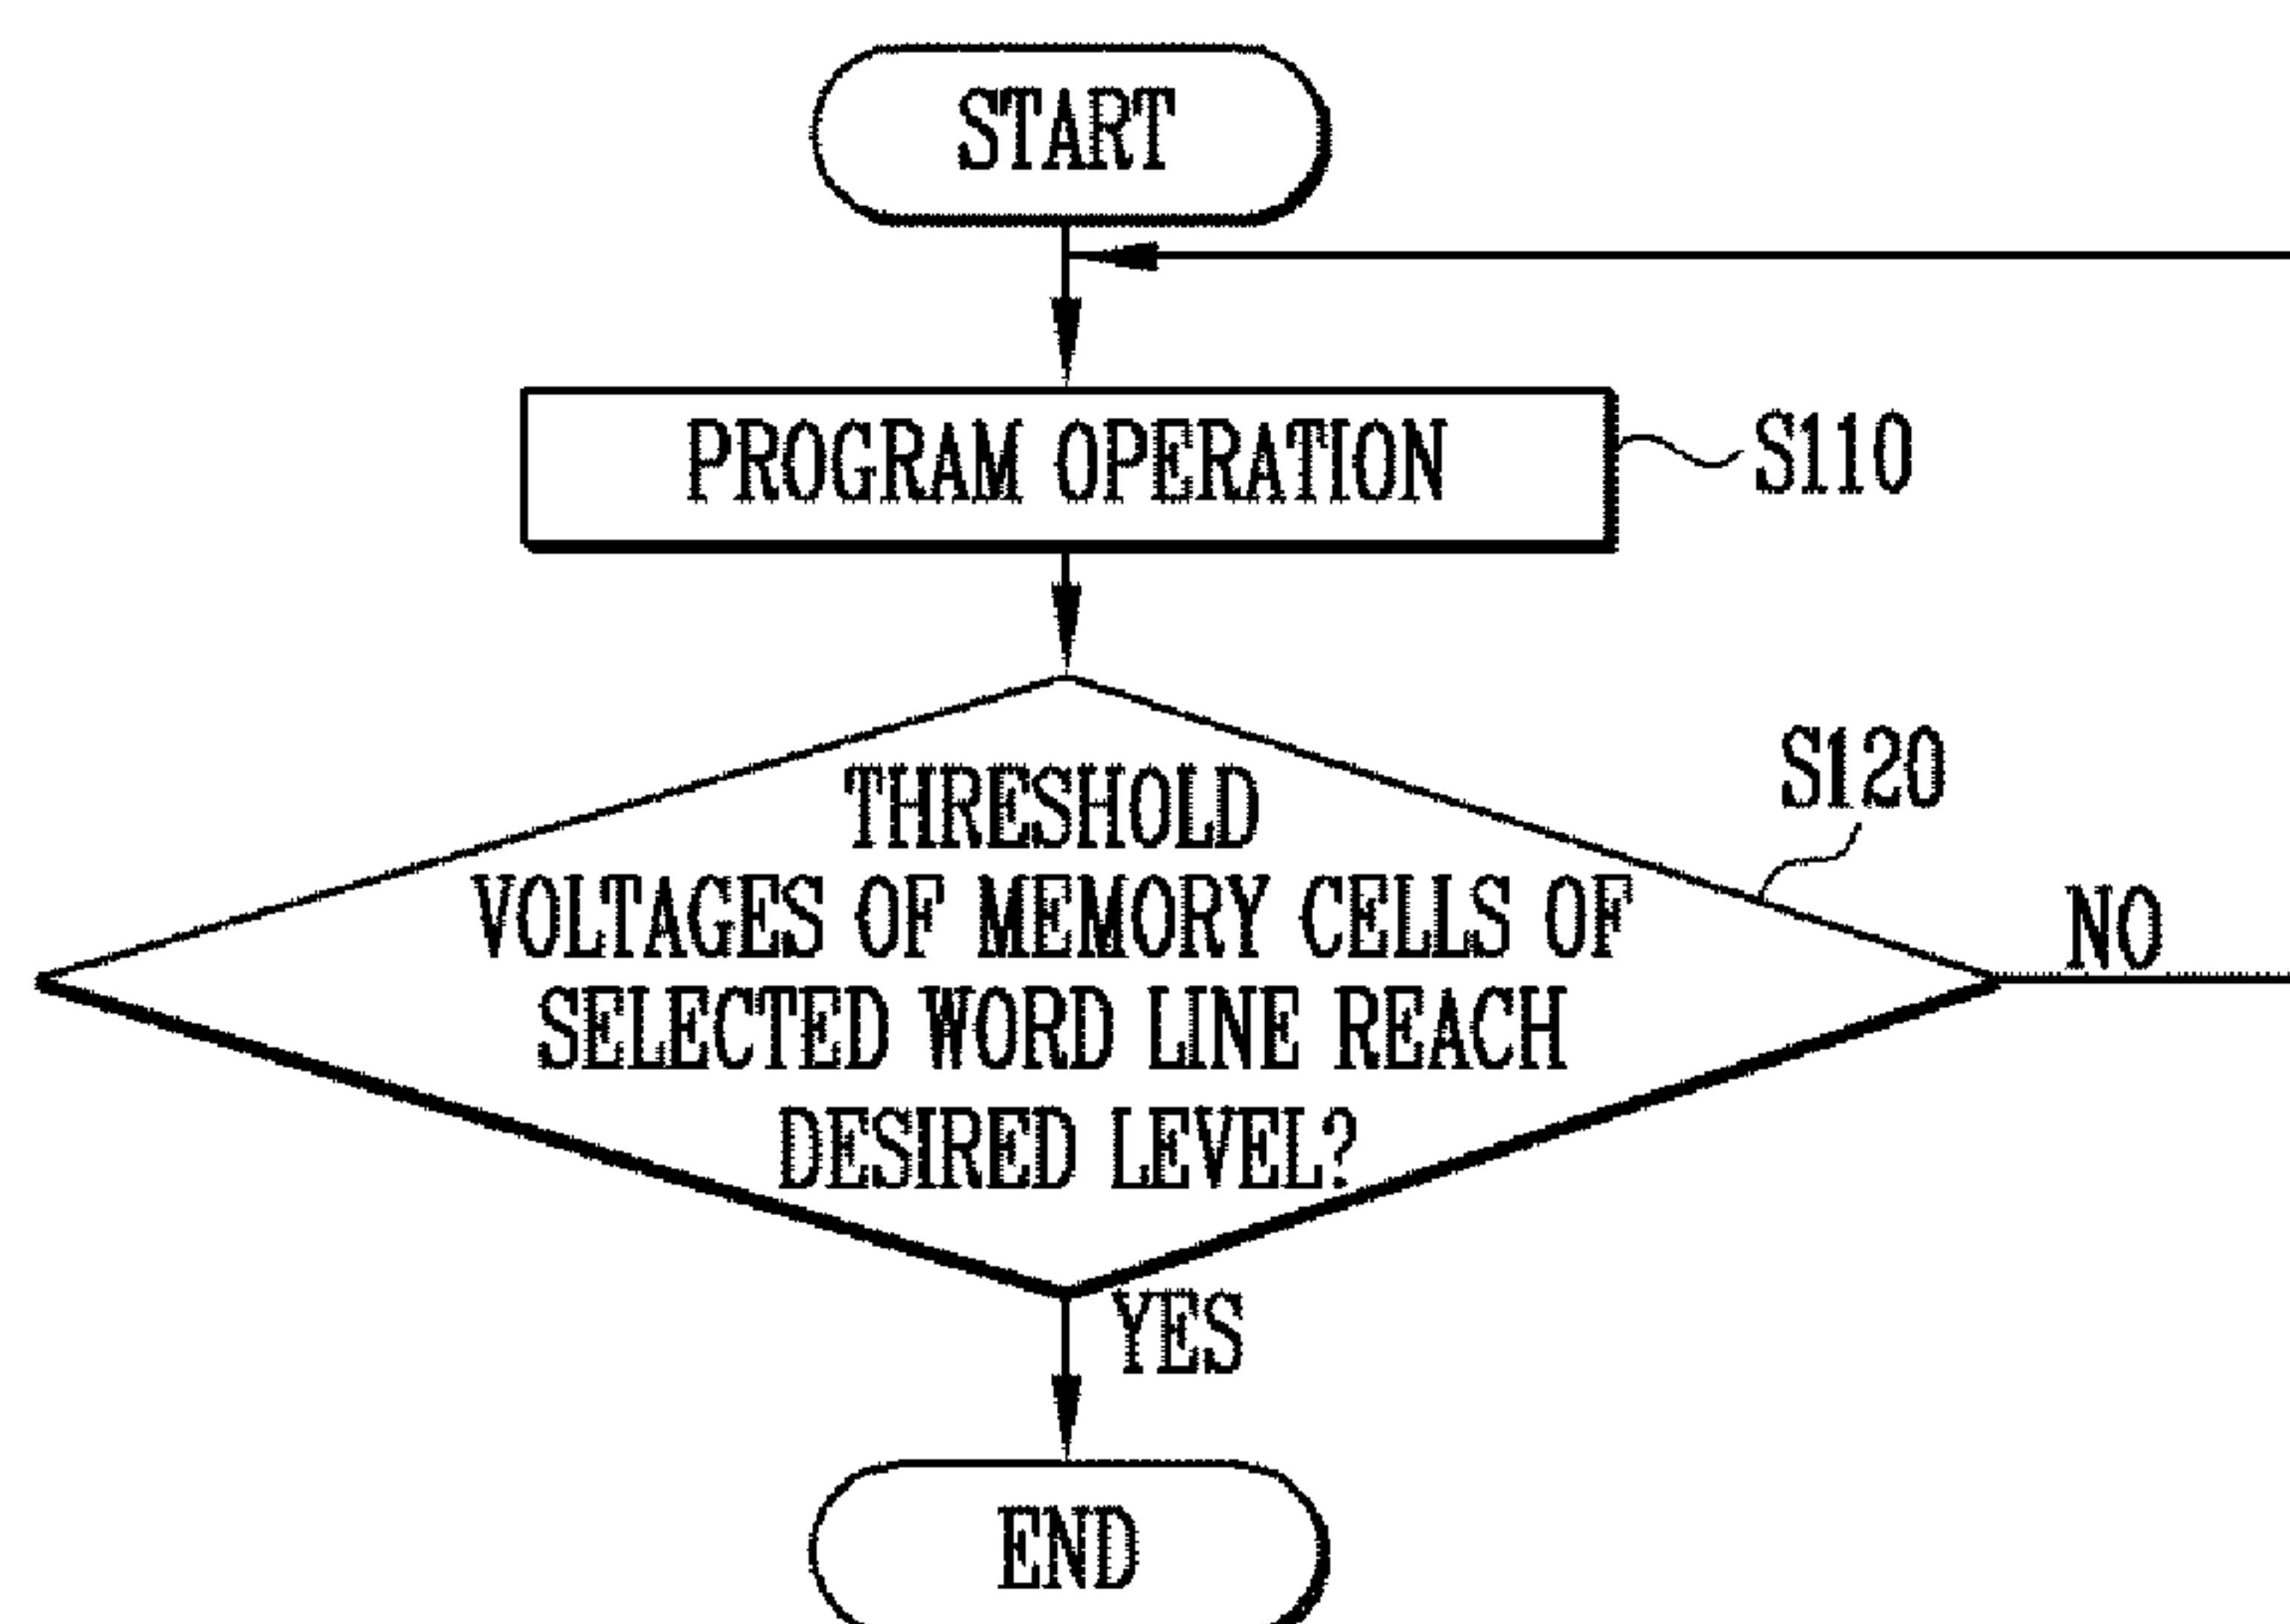 START
PROGRAM OPERATION
S110
S120
THRESHOLD
VOLTAGES OF MEMORY CELLS OF
SELECTED WORD LINE REACH
DESIRED LEVEL?
NO
YES
END